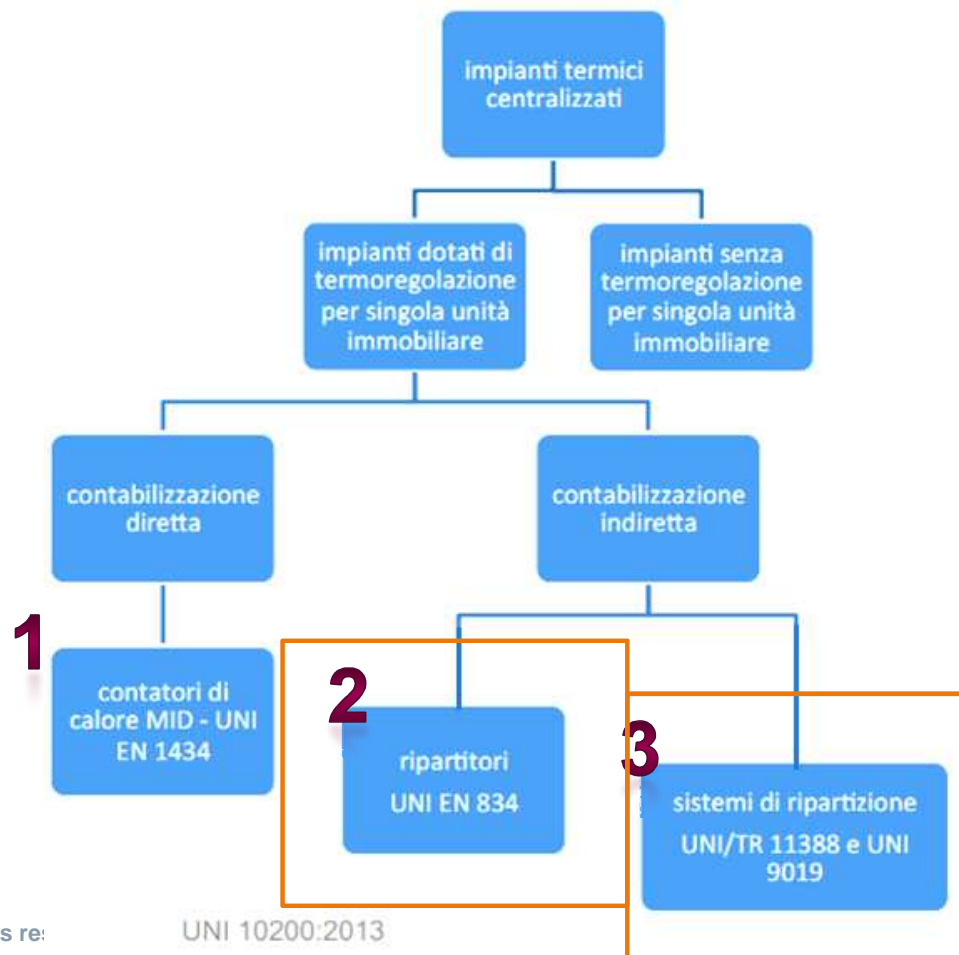 impianti termici
centralizzati
impianti dotati di
termoregolazione
per singola unità
immobiliare
impianti senza
termoregolazione
per singola unità
immobiliare
contabilizzazione
diretta
contabilizzazione
indiretta
1
contatori di
calore MID - UNI
EN 1434
2
ripartitori
UNI EN 834
3
sistemi di ripartizione
UNI/TR 11388 e UNI
9019
UNI 10200:2013